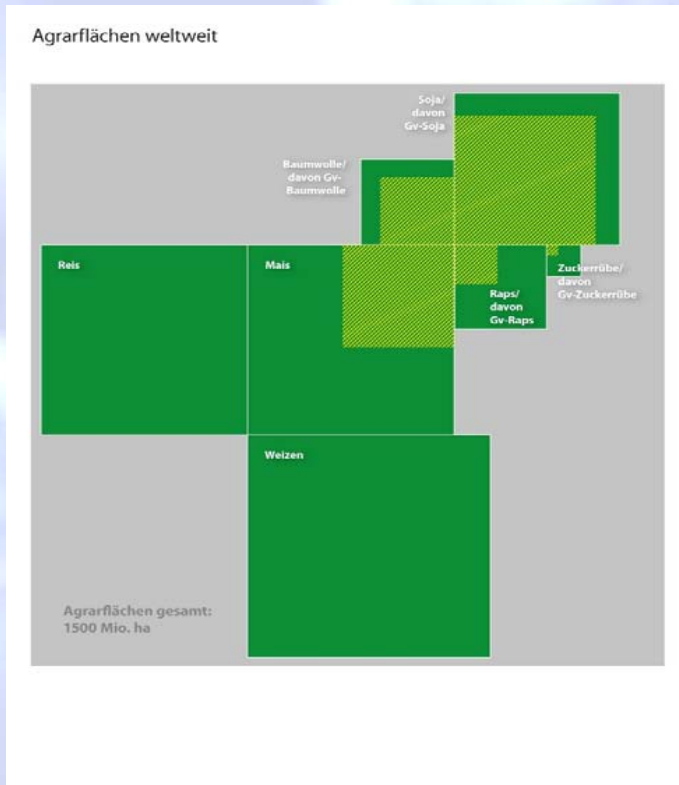 Agrarflächen weltweit
Soja/
davon
Gv-Soja
Baumwolle/
davon Gv-
Baumwolle
Reis
Mais
Zuckerrübe/
davon
Gv-Zuckerrübe
Raps/
davon
Gv-Raps
Weizen
Agrarflächen gesamt:
1500 Mio. ha